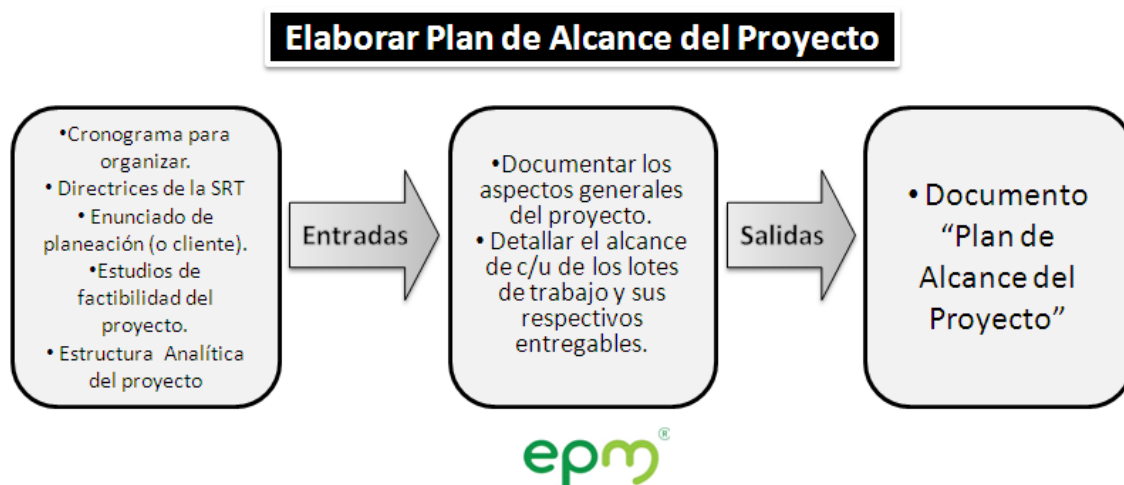 Elaborar Plan de Alcance del Proyecto
•Cronograma para
organizar.
• Directrices de la SRT
• Enunciado de
planeación (o cliente).
•Estudios de
factibilidad del
proyecto.
• Estructura Analítica
del proyecto
Entradas
•Documentar los
aspectos generales
del proyecto.
• Detallar el alcance
de c/u de los lotes
de trabajo y sus
respectivos
entregables.
Salidas
• Documento
“Plan de
Alcance del
Proyecto”
epm®